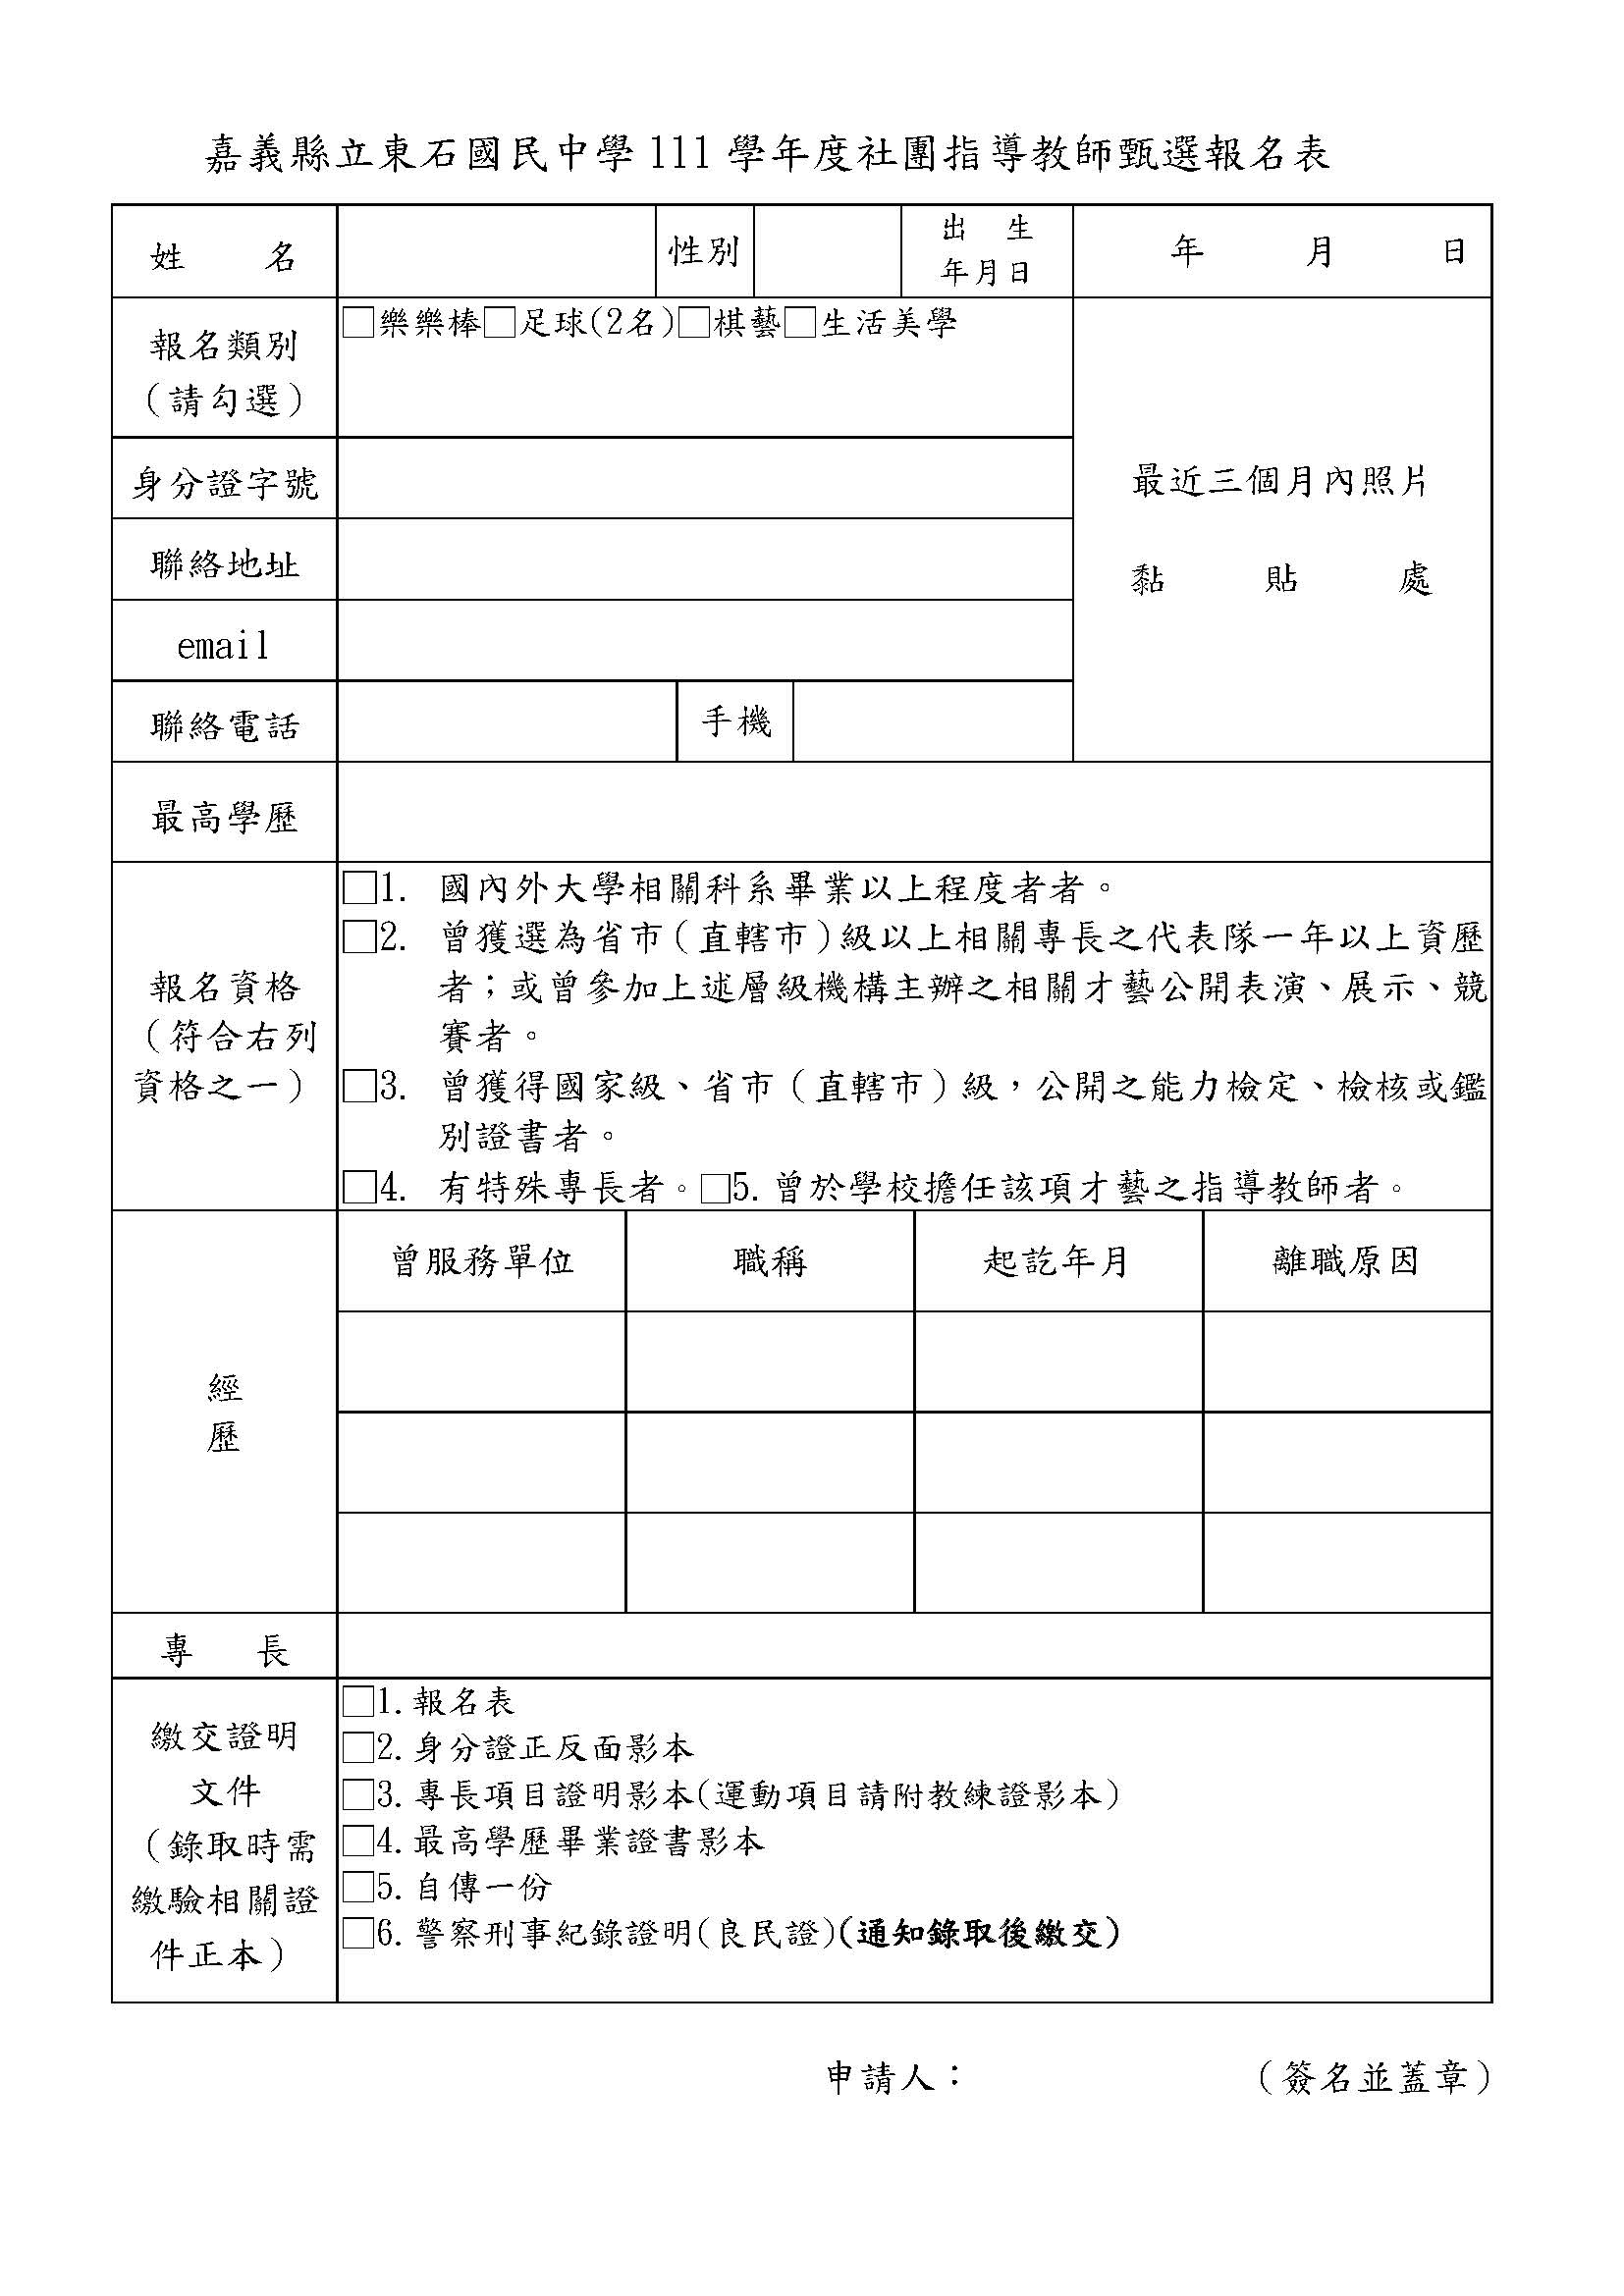 嘉義縣立東石國民中學 111 學年度社團指導教師甄選報名表
姓　　名
性別
出　生
年月日
年　　月　　日
報名類別
（請勾選）
□樂樂棒□足球(2名)□棋藝□生活美學
身分證字號
最近三個月內照片
黏　　貼　　處
聯絡地址
email
聯絡電話
手機
最高學歷
報名資格
（符合右列
資格之一）
□1. 國內外大學相關科系畢業以上程度者者。
□2. 曾獲選為省市（直轄市）級以上相關專長之代表隊一年以上資歷
者；或曾參加上述層級機構主辦之相關才藝公開表演、展示、競
賽者。
□3. 曾獲得國家級、省市（直轄市）級，公開之能力檢定、檢核或鑑
別證書者。
□4. 有特殊專長者。□5.曾於學校擔任該項才藝之指導教師者。
經
歷
曾服務單位
職稱
起訖年月
離職原因
專　　長
繳交證明
文件
（錄取時需
繳驗相關證
件正本）
□1.報名表
□2.身分證正反面影本
□3.專長項目證明影本(運動項目請附教練證影本)
□4.最高學歷畢業證書影本
□5.自傳一份
□6.警察刑事紀錄證明(良民證)(通知錄取後繳交)
申請人：　　　　　　　　（簽名並蓋章）